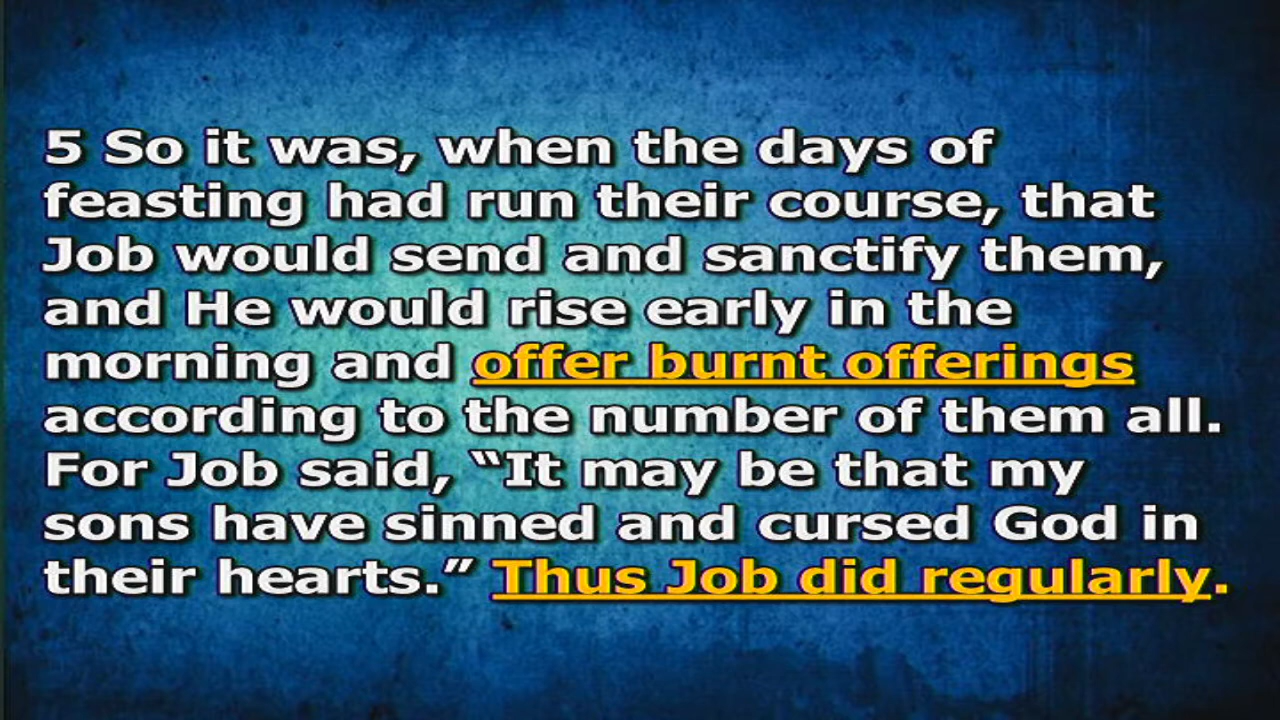 5 So it was, when the days of
feasting had run their course, that
Job would send and sanctify them,
and He would rise early in the
morning and offer burnt offerings
according to the number of them all.
For Job said, “It may be that my
sons have sinned and cursed God in
their hearts.” Thus Job did regularly.